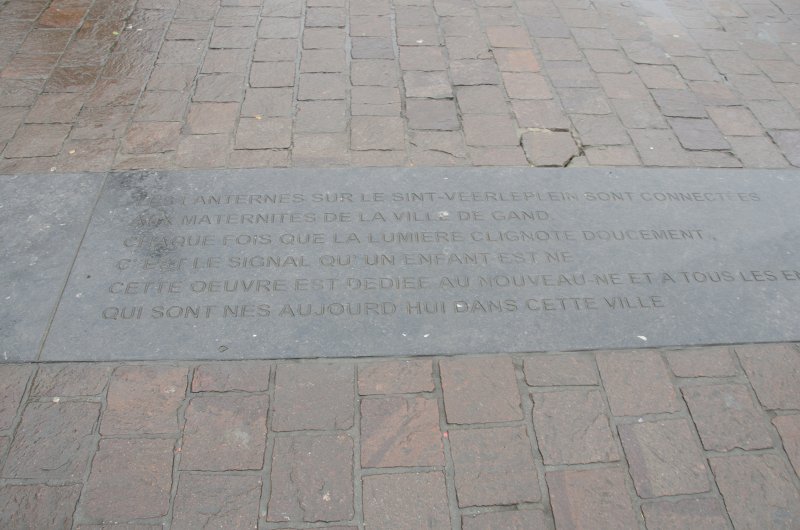 LES LANTERNES SUR LE SINT-VEERLEPLEIN SONT CONNECTEES
AUX MATERNITES DE LA VILLE DE GAND.
CHAQUE FOIS QUE LA LUMIERE CLIGNOTE DOUCEMENT,
C'EST LE SIGNAL QU'UN ENFANT EST NE
CETTE OEUVRE EST DEDIEE AU NOUVEAU-NE ET A TOUS LES EN
QUI SONT NES AUJOURD HUI DANS CETTE VILLE